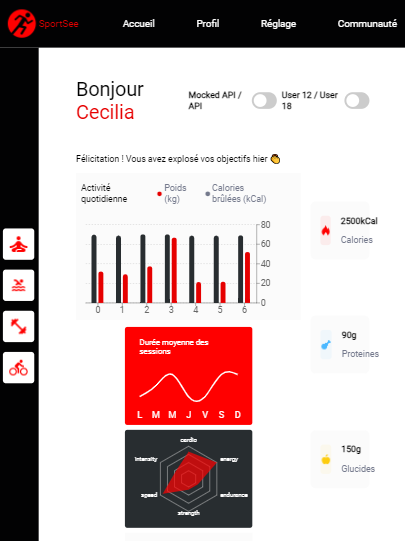 SportSee
Accueil Profil Réglage Communauté
Bonjour
Cecilia
Mocked API /
API
User 12 / User
18
Félicitation ! Vous avez explosé vos objectifs hier 👏
Activité
quotidienne
Poids
(kg)
Calories
brûlées (kCal)
80
60
40
20
0
0 1 2 3 4 5 6
2500kCal
Calories
Durée moyenne des
sessions
L M M J V S D
90g
Proteines
cardio
intensity
energy
speed
endurance
strength
150g
Glucides